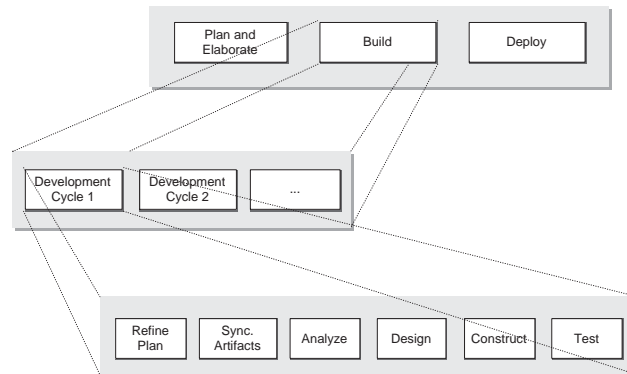 Plan and
Elaborate
Build
Deploy
Development
Cycle 1
Development
Cycle 2
...
Refine
Plan
Sync.
Artifacts
Analyze
Design
Construct
Test